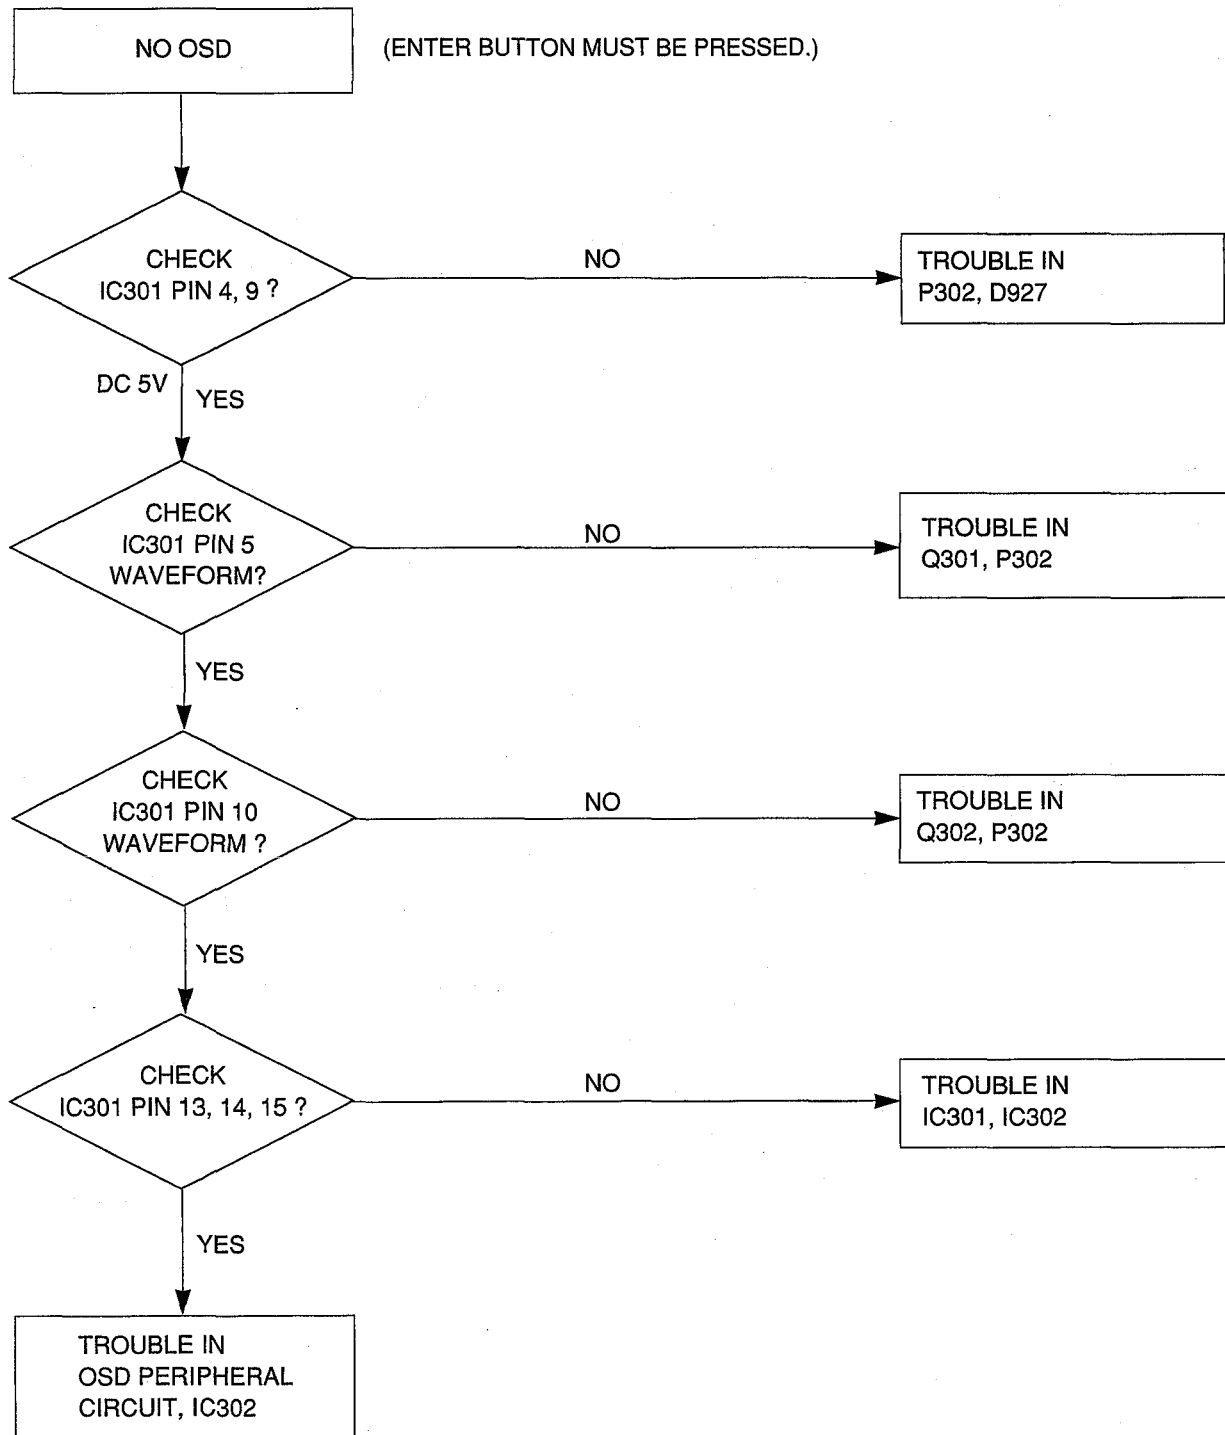 NO OSD
(ENTER BUTTON MUST BE PRESSED.)
CHECK
IC301 PIN 4, 9 ?
NO
TROUBLE IN
P302, D927
DC 5V
YES
CHECK
IC301 PIN 5
WAVEFORM?
NO
TROUBLE IN
Q301, P302
YES
CHECK
IC301 PIN 10
WAVEFORM ?
NO
TROUBLE IN
Q302, P302
YES
CHECK
IC301 PIN 13, 14, 15 ?
NO
TROUBLE IN
IC301, IC302
YES
TROUBLE IN
OSD PERIPHERAL
CIRCUIT, IC302